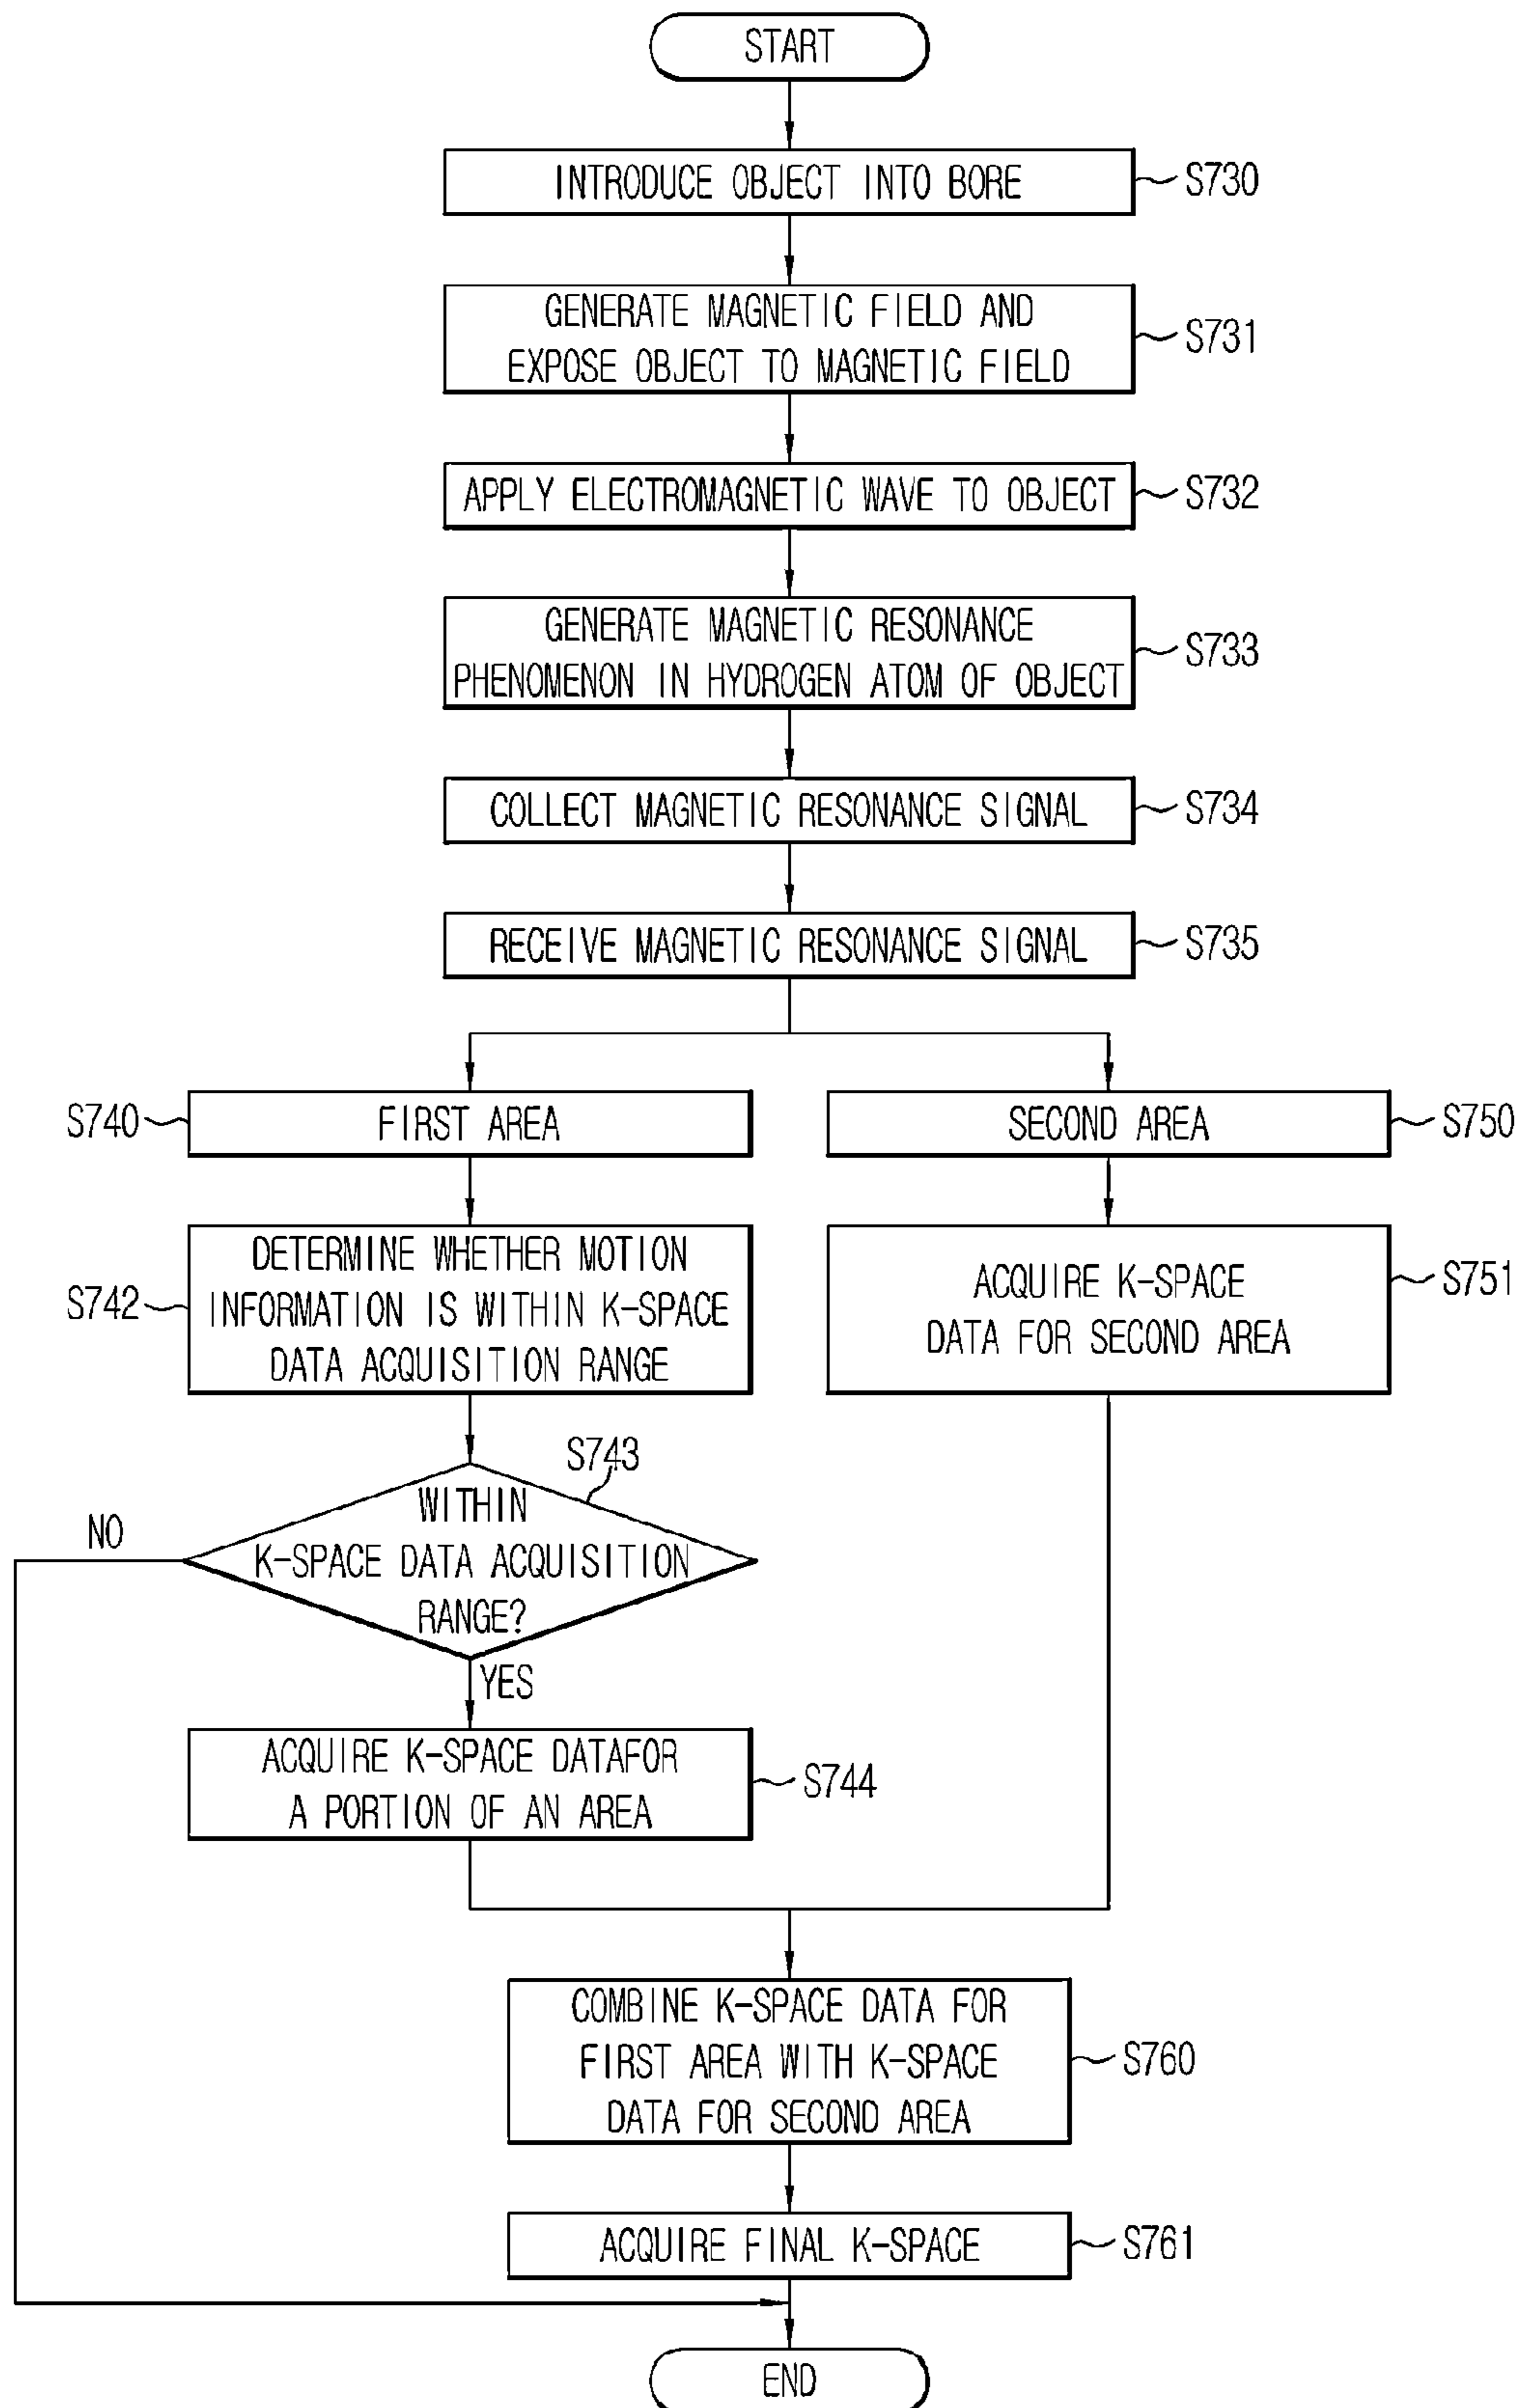 START
INTRODUCE OBJECT INTO BORE
S730
GENERATE MAGNETIC FIELD AND
EXPOSE OBJECT TO MAGNETIC FIELD
S731
APPLY ELECTROMAGNETIC WAVE TO OBJECT
S732
GENERATE MAGNETIC RESONANCE
PHENOMENON IN HYDROGEN ATOM OF OBJECT
S733
COLLECT MAGNETIC RESONANCE SIGNAL
S734
RECEIVE MAGNETIC RESONANCE SIGNAL
S735
S740
FIRST AREA
SECOND AREA
S750
S742
DETERMINE WHETHER MOTION
INFORMATION IS WITHIN K-SPACE
DATA ACQUISITION RANGE
ACQUIRE K-SPACE
DATA FOR SECOND AREA
S751
S743
NO
WITHIN
K-SPACE DATA ACQUISITION
RANGE?
YES
ACQUIRE K-SPACE DATAFOR
A PORTION OF AN AREA
S744
COMBINE K-SPACE DATA FOR
FIRST AREA WITH K-SPACE
DATA FOR SECOND AREA
S760
ACQUIRE FINAL K-SPACE
S761
END